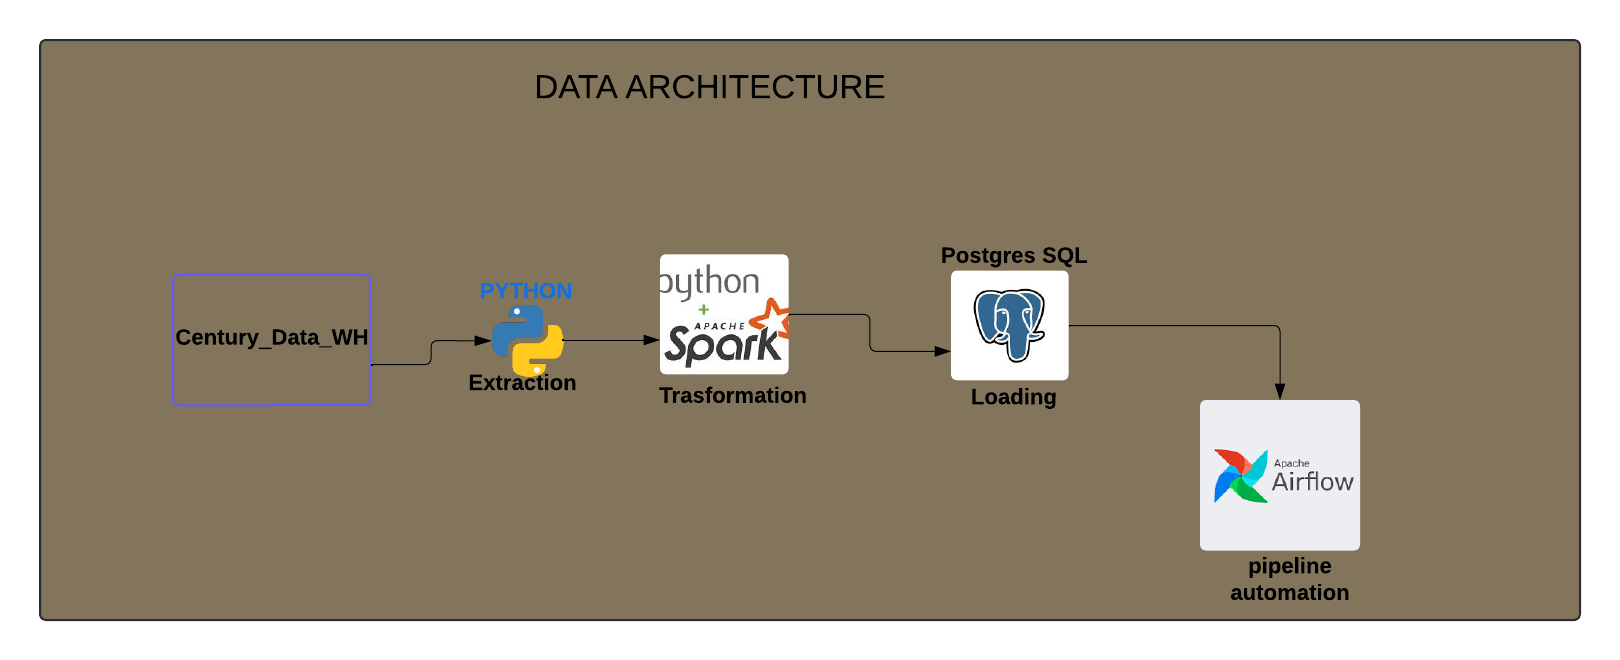 DATA ARCHITECTURE
Century_Data_WH
PYTHON
Extraction
python
+
APACHE
Spark
Trasformation
Postgres SQL
Loading
Apache
Airflow
pipeline
automation